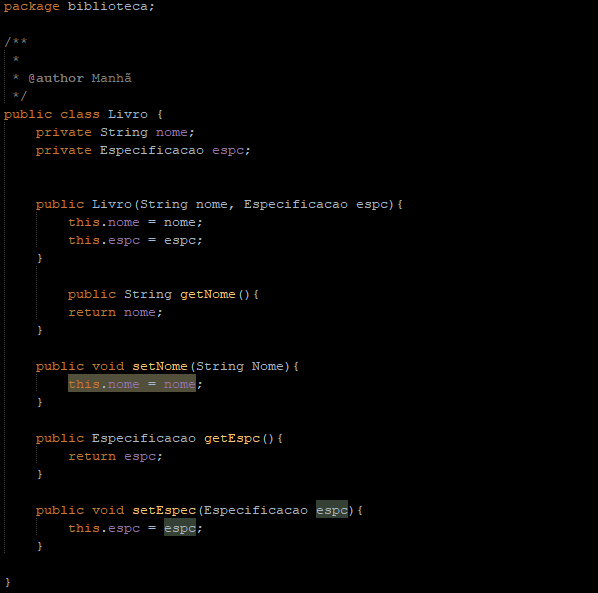 package biblioteca;
/**
 *
 * @author Manhã
 */
public class Livro {
    private String nome;
    private Especificacao espc;
    public Livro(String nome, Especificacao espc){
        this.nome = nome;
        this.espc = espc;
    }
        public String getNome(){
        return nome;
    }
    public void setNome(String Nome){
        this.nome = nome;
    }
    public Especificacao getEspc(){
        return espc;
    }
    public void setEspec(Especificacao espc){
        this.espc = espc;
    }
}